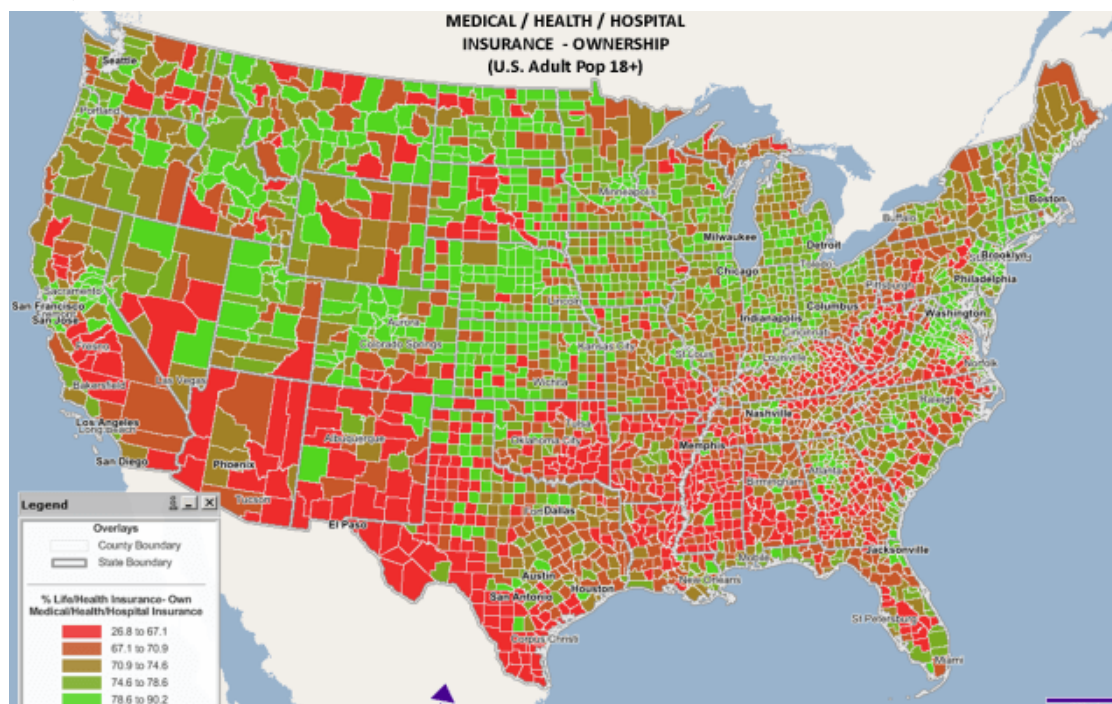 MEDICAL / HEALTH / HOSPITAL
INSURANCE - OWNERSHIP
(U.S. Adult Pop 18+)
Seattle
Portland
Minneapolis
Boston
Buffalo
Milwaukee
Detroit
Toledo
Brooklyn
Chicago
Philadelphia
Pittsburgh
Sacramento
San Francisco
Fremont
San Jose
Lincoln
Columbus
Indianapolis
Washington
Cincinnati
Aurora
Colorado Springs
Kansas City
St Louis
Louisville
Norfolk
Fresno
Las Vegas
Bakersfield
Wichita
Raleigh
Nashville
Los Angeles
Long Beach
Tulsa
Albuquerque
Oklahoma City
Memphis
San Diego
Phoenix
Atlanta
Birmingham
Tucson
Dallas
El Paso
Jacksonville
Mobile
Austin
New Orleans
Houston
San Antonio
St Petersburg
Corpus Christi
Miami
Legend
Overlays
County Boundary
State Boundary
% Life/Health Insurance- Own
Medical/Health/Hospital Insurance
26.8 to 67.1
67.1 to 70.9
70.9 to 74.6
74.6 to 78.6
78.6 to 90.2